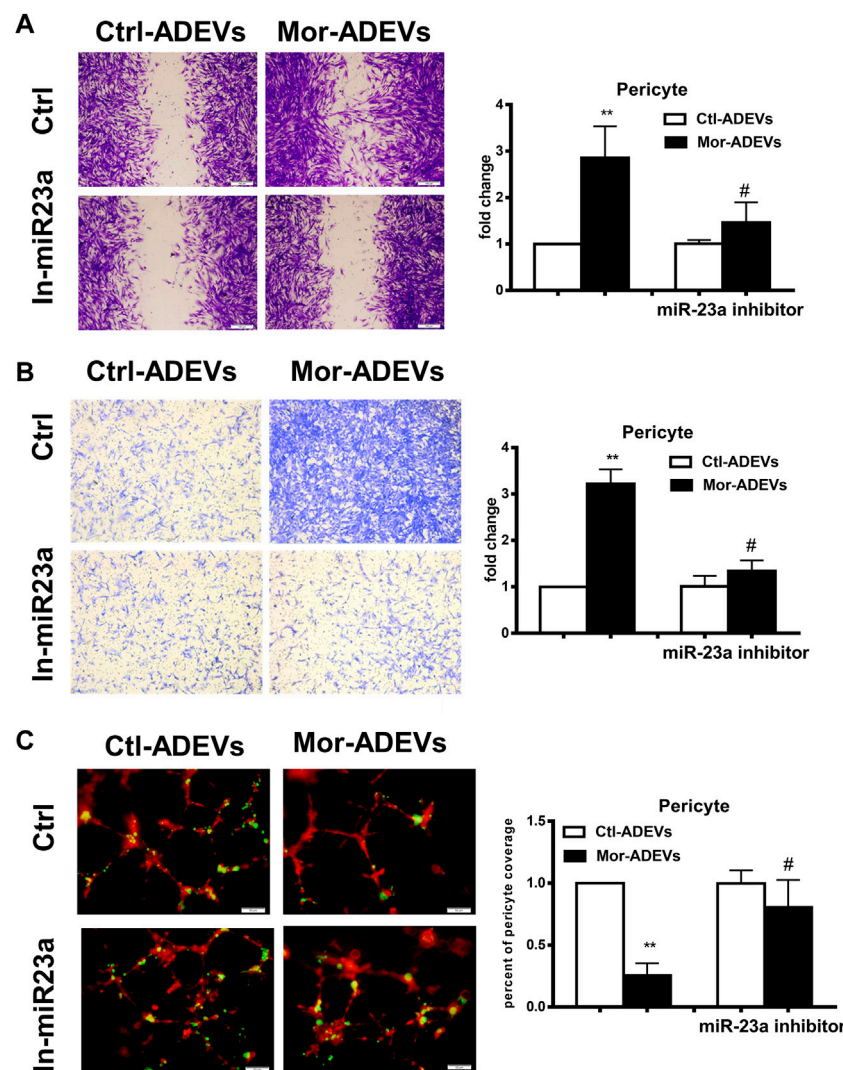 A
Ctrl-ADEVs Mor-ADEVs
Ctrl
In-miR23a
Pericyte
Ctl-ADEVs
Mor-ADEVs
fold change
4
3
2
1
0
**
#
miR-23a inhibitor
B
Ctrl-ADEVs Mor-ADEVs
Ctrl
In-miR23a
Pericyte
Ctl-ADEVs
Mor-ADEVs
fold change
4
3
2
1
0
**
#
miR-23a inhibitor
C
Ctl-ADEVs Mor-ADEVs
Ctrl
In-miR23a
Pericyte
Ctl-ADEVs
Mor-ADEVs
percent of pericyte coverage
1.5
1.0
0.5
0.0
**
#
miR-23a inhibitor